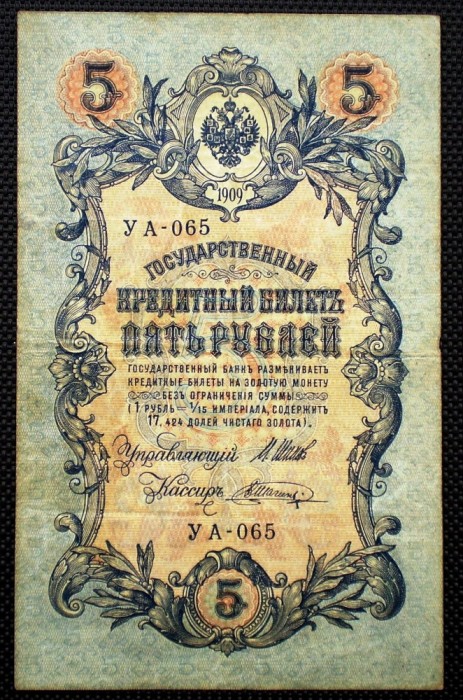 5 5
1909
УА-065
ГОСУДАРСТВЕННЫЙ
КРЕДИТНЫЙ БИЛЕТЪ
ПЯТЬ РУБЛЕЙ
ГОСУДАРСТВЕННЫЙ БАНКЪ РАЗМѢНИВАЕТЪ
КРЕДИТНЫЕ БИЛЕТЫ НА ЗОЛОТУЮ МОНЕТУ
БЕЗЪ ОГРАНИЧЕНІЯ СУММЫ
(1 РУБЛЬ = 1/15 ИМПЕРІАЛА, СОДЕРЖИТЪ
17,424 ДОЛЕЙ ЧИСТАГО ЗОЛОТА).
Управляющій
Кассиръ
УА-065
5